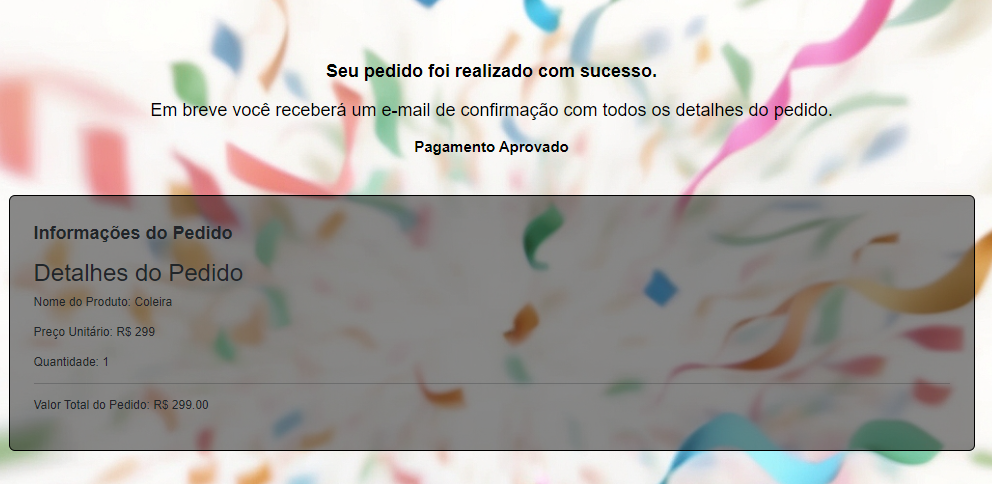 Seu pedido foi realizado com sucesso.
Em breve você receberá um e-mail de confirmação com todos os detalhes do pedido.
Pagamento Aprovado
Informações do Pedido
Detalhes do Pedido
Nome do Produto: Coleira
Preço Unitário: R$ 299
Quantidade: 1
Valor Total do Pedido: R$ 299.00